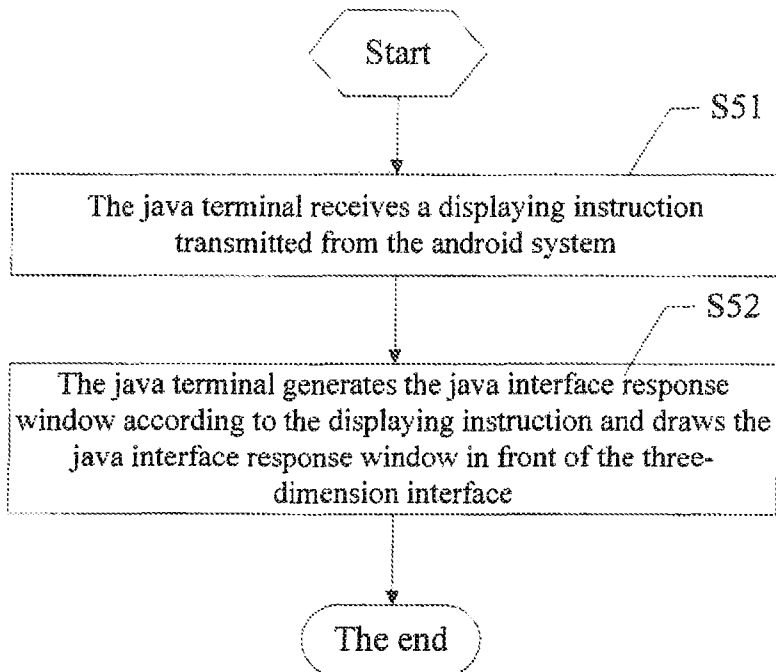 Start
S51
The java terminal receives a displaying instruction
transmitted from the android system
S52
The java terminal generates the java interface response
window according to the displaying instruction and draws the
java interface response window in front of the three-
dimension interface
The end